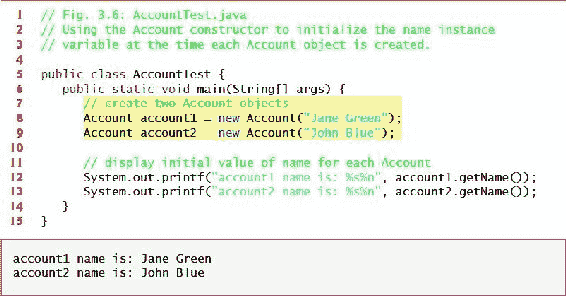 1 // Fig. 3.6: AccountTest.java
2 // Using the Account constructor to initialize the name instance
3 // variable at the time each Account object is created.
4
5 public class AccountTest {
6 public static void main(String[] args) {
7 // create two Account objects
8 Account account1 = new Account("Jane Green");
9 Account account2 = new Account("John Blue");
10
11 // display initial value of name for each Account
12 System.out.printf("account1 name is: %s%n", account1.getName());
13 System.out.printf("account2 name is: %s%n", account2.getName());
14 }
15 }
account1 name is: Jane Green
account2 name is: John Blue